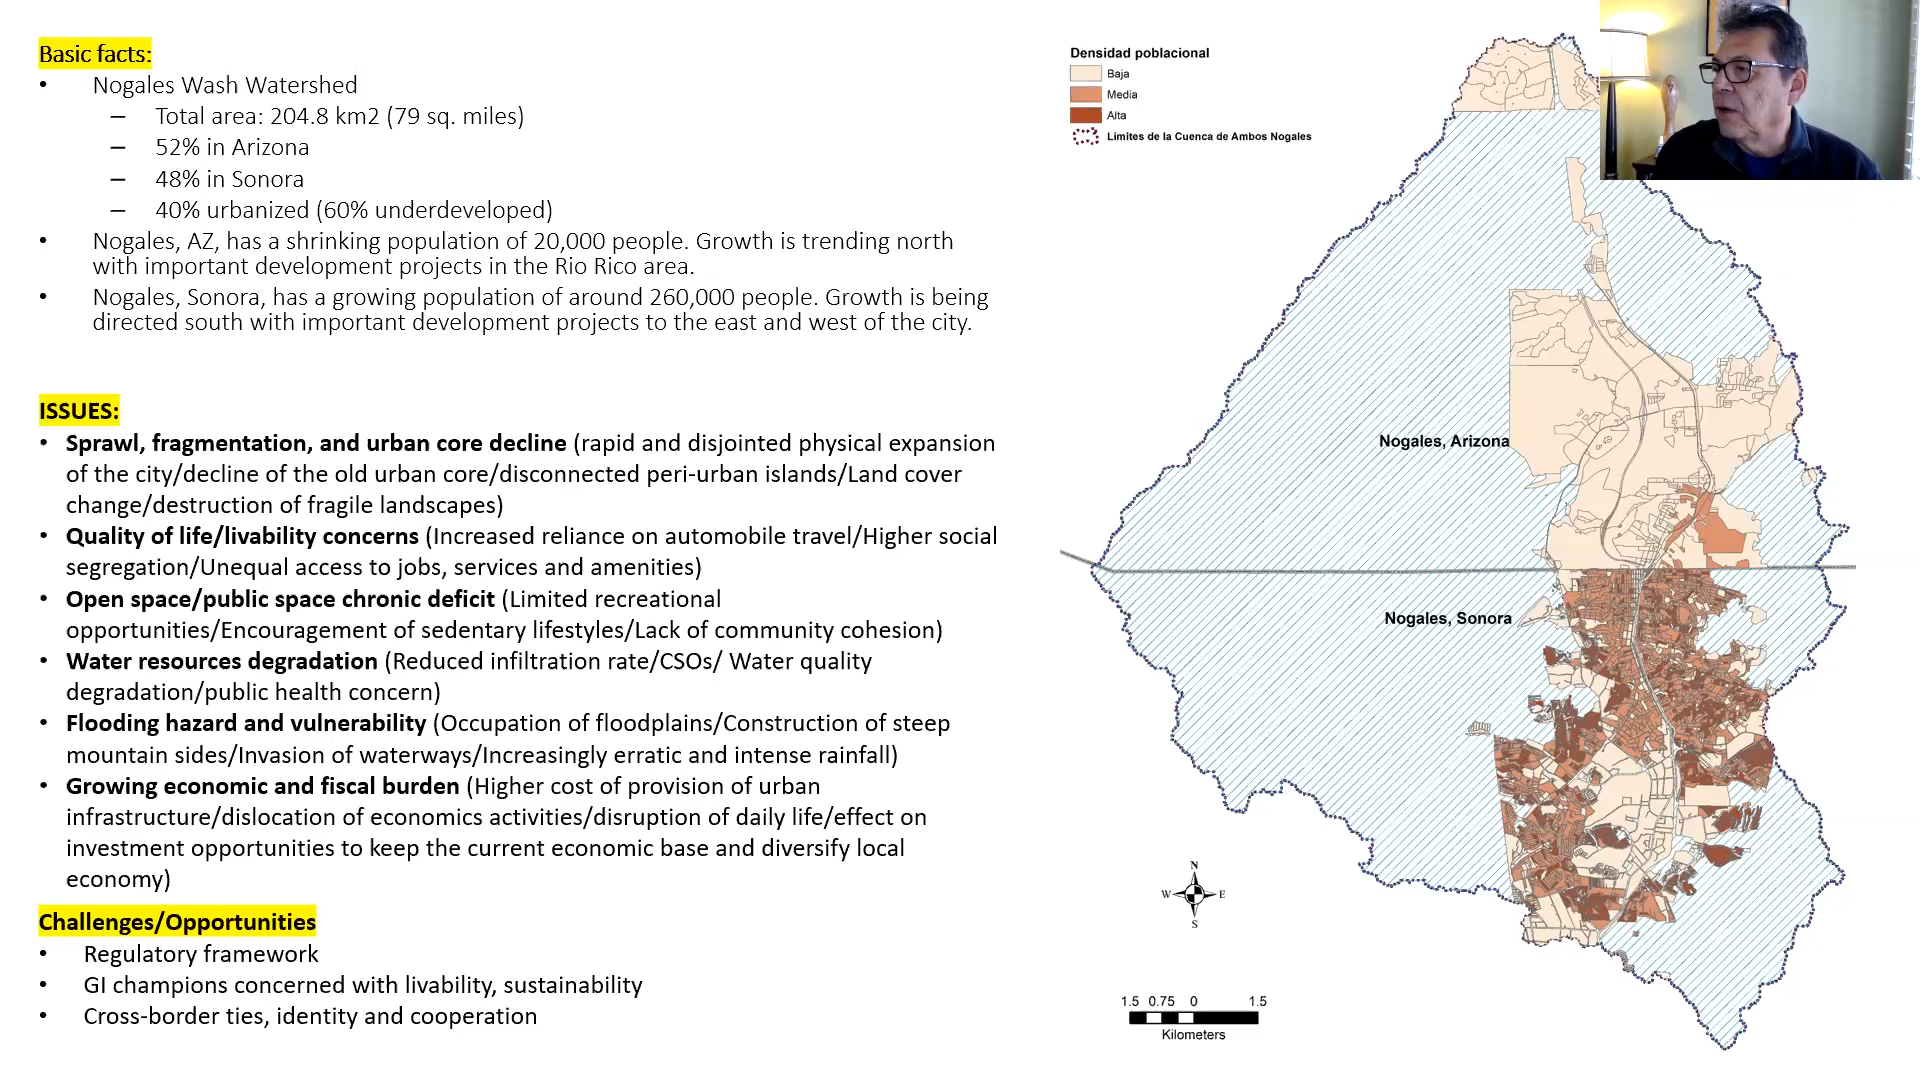 Basic facts:
• Nogales Wash Watershed
– Total area: 204.8 km2 (79 sq. miles)
– 52% in Arizona
– 48% in Sonora
– 40% urbanized (60% underdeveloped)
• Nogales, AZ, has a shrinking population of 20,000 people. Growth is trending north
with important development projects in the Rio Rico area.
• Nogales, Sonora, has a growing population of around 260,000 people. Growth is being
directed south with important development projects to the east and west of the city.
ISSUES:
• Sprawl, fragmentation, and urban core decline (rapid and disjointed physical expansion
of the city/decline of the old urban core/disconnected peri-urban islands/Land cover
change/destruction of fragile landscapes)
• Quality of life/livability concerns (Increased reliance on automobile travel/Higher social
segregation/Unequal access to jobs, services and amenities)
• Open space/public space chronic deficit (Limited recreational
opportunities/Encouragement of sedentary lifestyles/Lack of community cohesion)
• Water resources degradation (Reduced infiltration rate/CSOs/ Water quality
degradation/public health concern)
• Flooding hazard and vulnerability (Occupation of floodplains/Construction of steep
mountain sides/Invasion of waterways/Increasingly erratic and intense rainfall)
• Growing economic and fiscal burden (Higher cost of provision of urban
infrastructure/dislocation of economics activities/disruption of daily life/effect on
investment opportunities to keep the current economic base and diversify local
economy)
Challenges/Opportunities
• Regulatory framework
• GI champions concerned with livability, sustainability
• Cross-border ties, identity and cooperation
Densidad poblacional
Baja
Media
Alta
Límites de la Cuenca de Ambos Nogales
Nogales, Arizona
Nogales, Sonora
N
W E
S
1.5 0.75 0 1.5
Kilometers